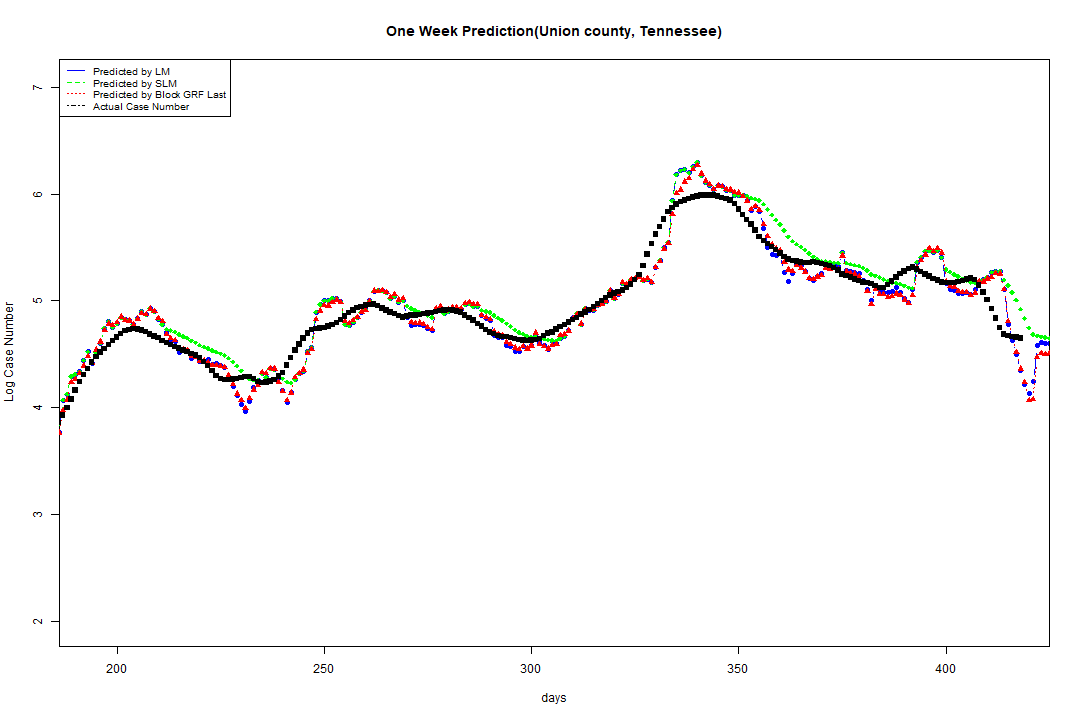 One Week Prediction(Union county, Tennessee)
Predicted by LM
Predicted by SLM
Predicted by Block GRF Last
Actual Case Number
7
6
5
4
3
2
Log Case Number
200 250 300 350 400
days